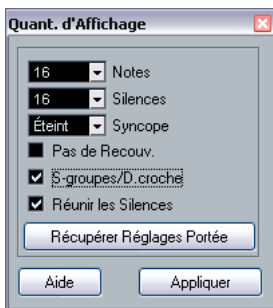 Quant. d'Affichage
16 Notes
16 Silences
Éteint Syncope
Pas de Recouv.
S-groupes/D.croche
Réunir les Silences
Récupérer Réglages Portée
Aide Appliquer